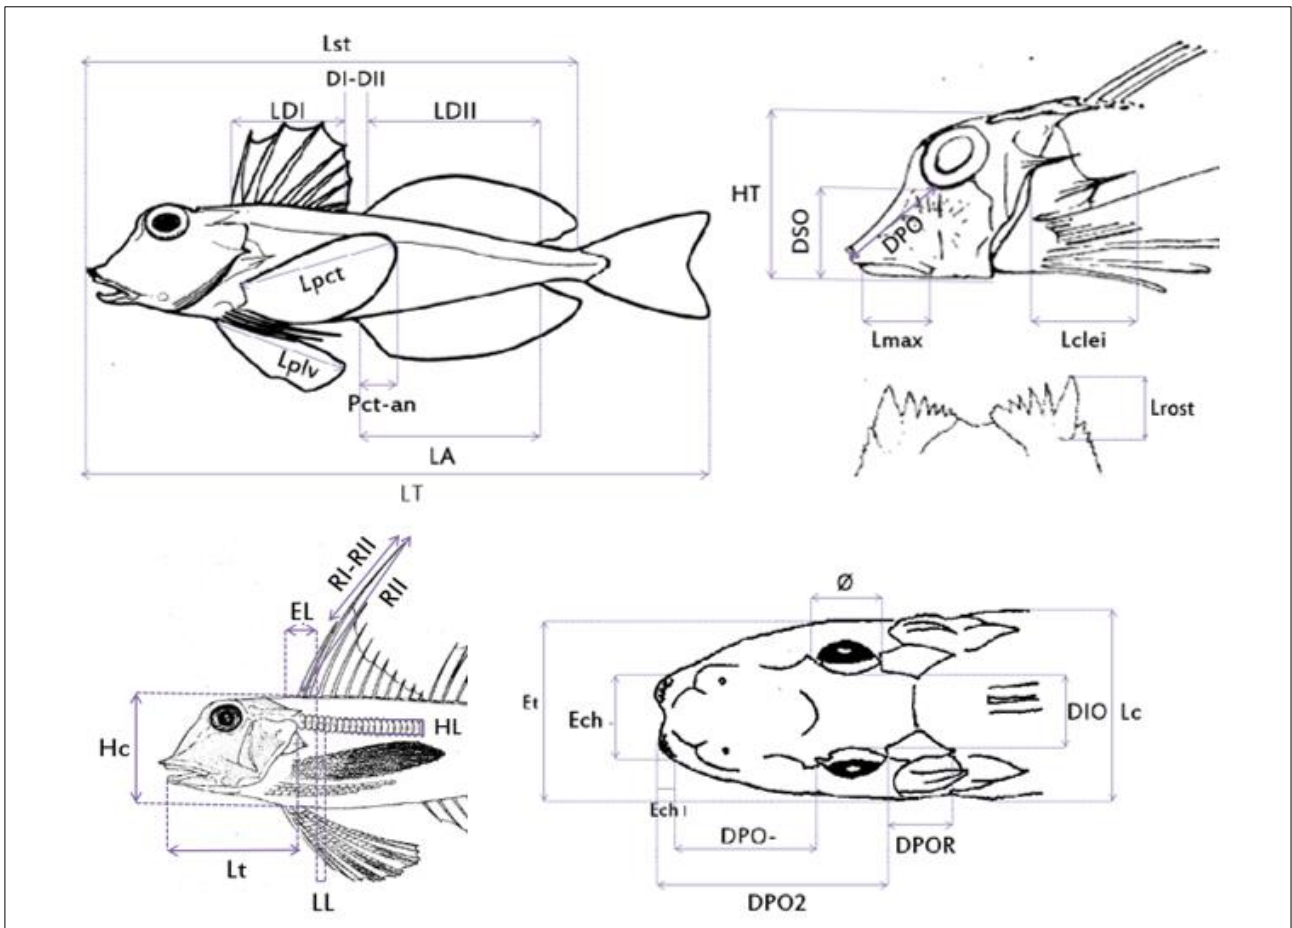 Lst
DI-DII
LDI
LDII
Lpct
Lplv
Pct-an
LA
LT
HT
DSO
DPO
Lmax
Lclei
Lrost
RI-RII
RII
EL
HL
Hc
Lt
LL
Ø
Et
Ech -
DIO
Lc
Ech I
DPO-
DPOR
DPO2